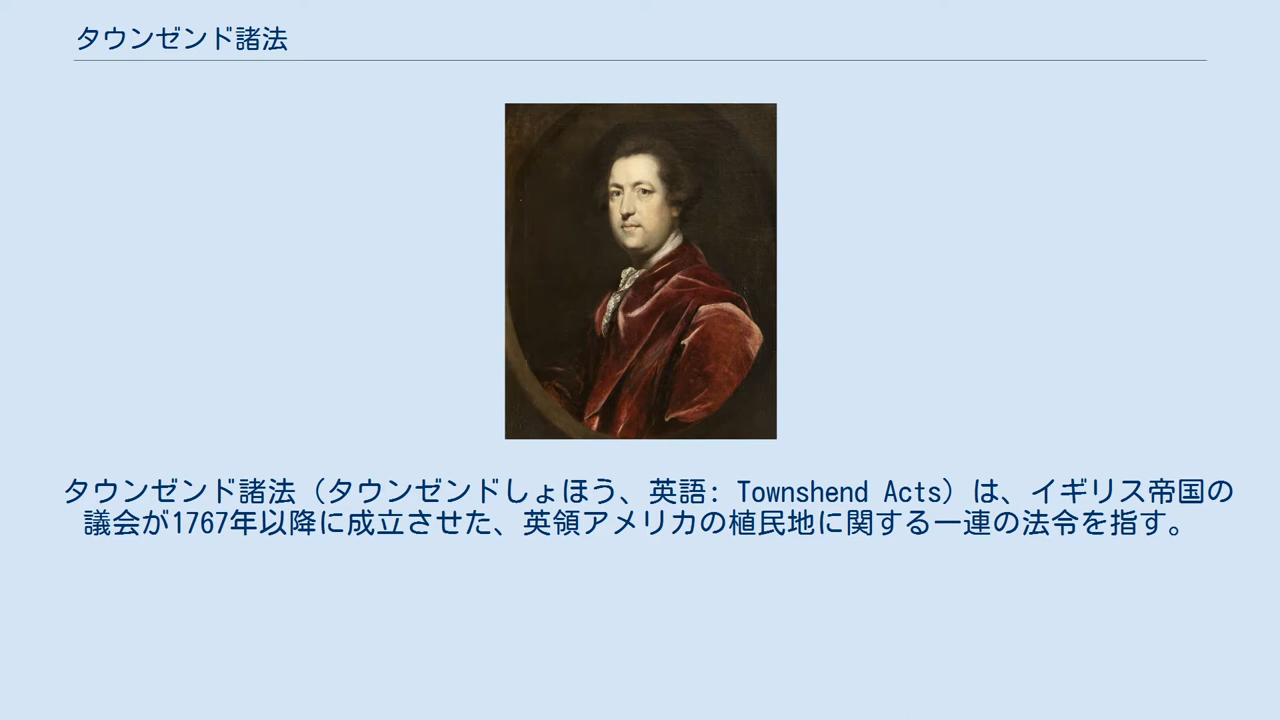 タウンゼンド諸法
タウンゼンド諸法（タウンゼンドしょほう、英語: Townshend Acts）は、イギリス帝国の
議会が1767年以降に成立させた、英領アメリカの植民地に関する一連の法令を指す。